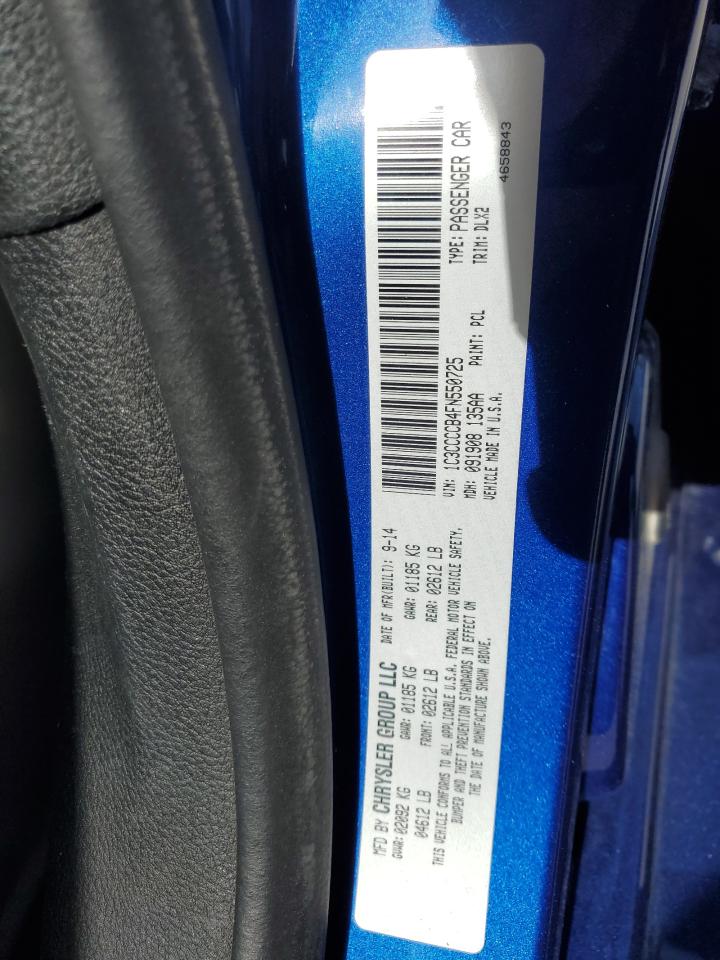 MFD BY CHRYSLER GROUP LLC DATE OF MFR(BUILT): 9-14
GVWR: 02092 KG GAWR: 01185 KG GAWR: 01185 KG
04612 LB FRONT: 02612 LB REAR: 02612 LB
THIS VEHICLE CONFORMS TO ALL APPLICABLE U.S.A. FEDERAL MOTOR VEHICLE SAFETY,
BUMPER AND THEFT PREVENTION STANDARDS IN EFFECT ON
THE DATE OF MANUFACTURE SHOWN ABOVE.
VIN: 1C3CCCCB4FN550725 TYPE: PASSENGER CAR
MDH: 091908 135AA PAINT: PCL TRIM: DLX2
VEHICLE MADE IN U.S.A.
4658843